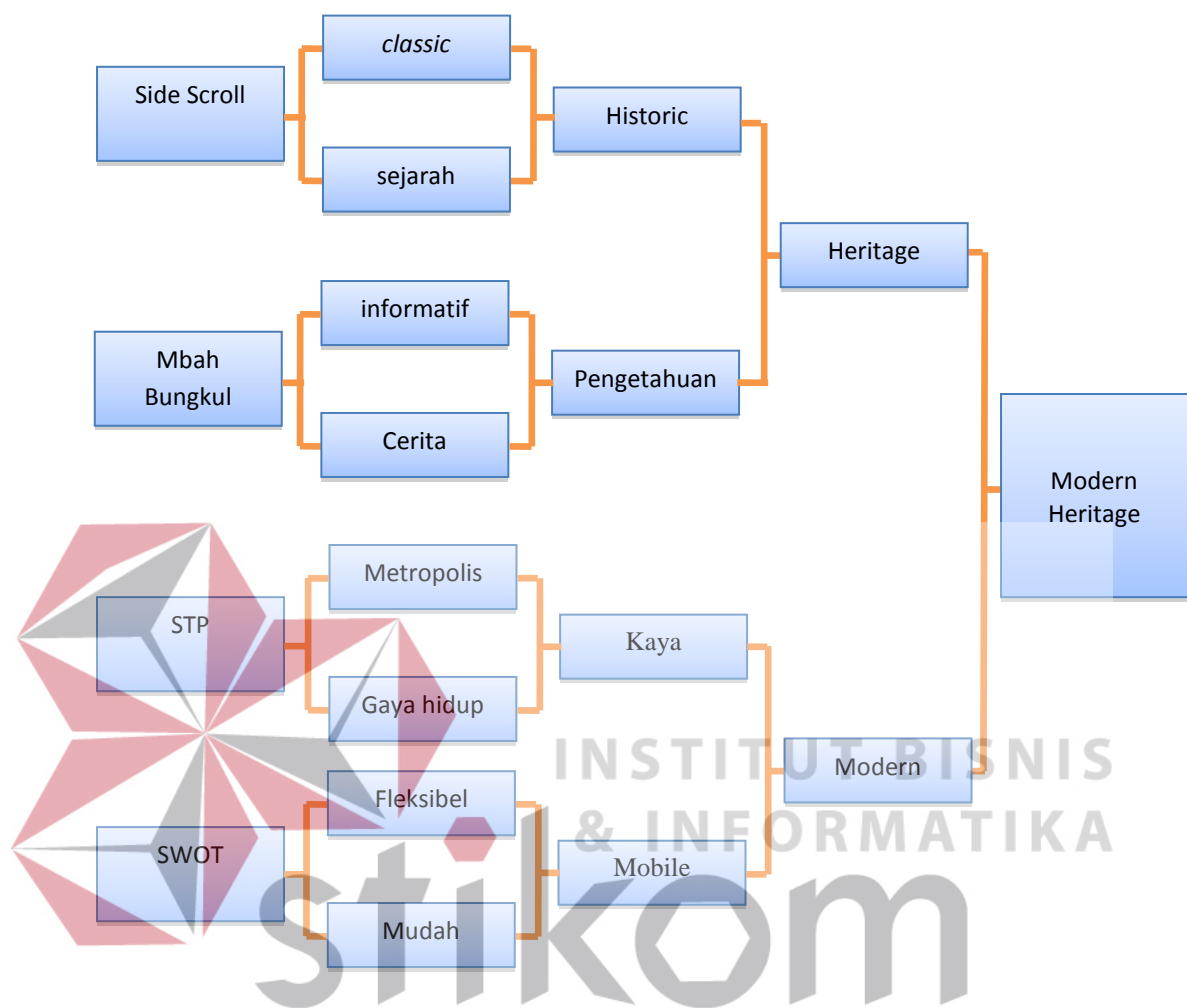 classic
Side Scroll
Historic
sejarah
Heritage
informatif
Mbah
Bungkul
Pengetahuan
Cerita
Modern
Heritage
Metropolis
STP
Kaya
Gaya hidup
Modern
Fleksibel
SWOT
Mobile
Mudah
INSTITUT BISNIS
& INFORMATIKA
stikom